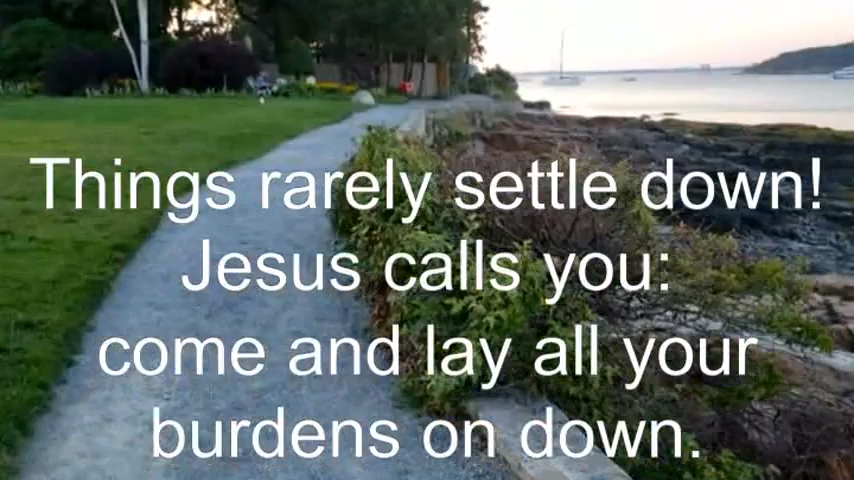 Things rarely settle down!
Jesus calls you:
come and lay all your
burdens on down.